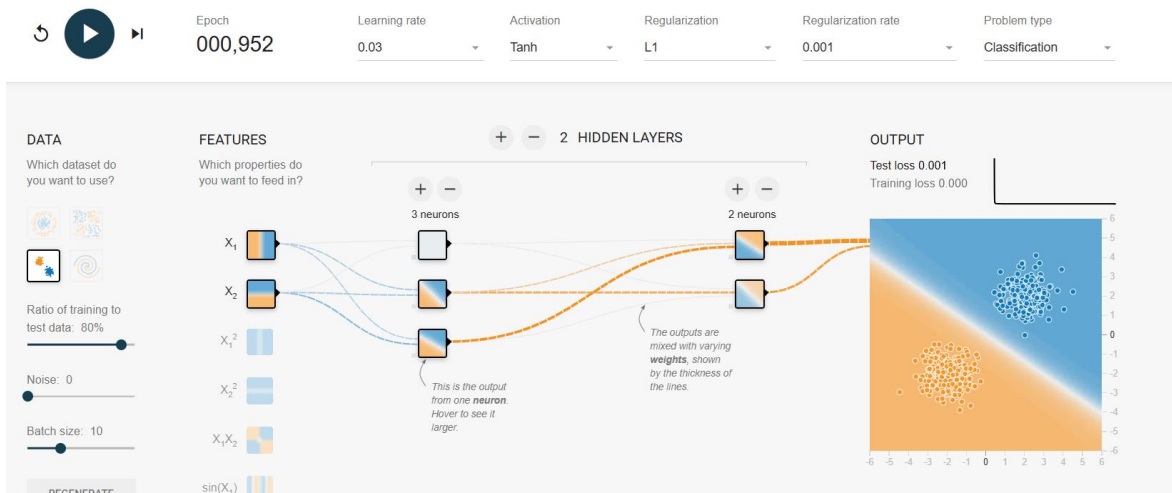 Epoch
000,952
Learning rate
0.03
Activation
Tanh
Regularization
L1
Regularization rate
0.001
Problem type
Classification
DATA
Which dataset do
you want to use?
Ratio of training to
test data: 80%
Noise: 0
Batch size: 10
REGENERATE
FEATURES
Which properties do
you want to feed in?
X₁
X₂
X₁²
X₂²
X₁X₂
sin(X₁)
+ − 2 HIDDEN LAYERS
+ −
3 neurons
+ −
2 neurons
This is the output
from one neuron.
Hover to see it
larger.
The outputs are
mixed with varying
weights, shown
by the thickness of
the lines.
OUTPUT
Test loss 0.001
Training loss 0.000
6
5
4
3
2
1
0
-1
-2
-3
-4
-5
-6
-6 -5 -4 -3 -2 -1 0 1 2 3 4 5 6